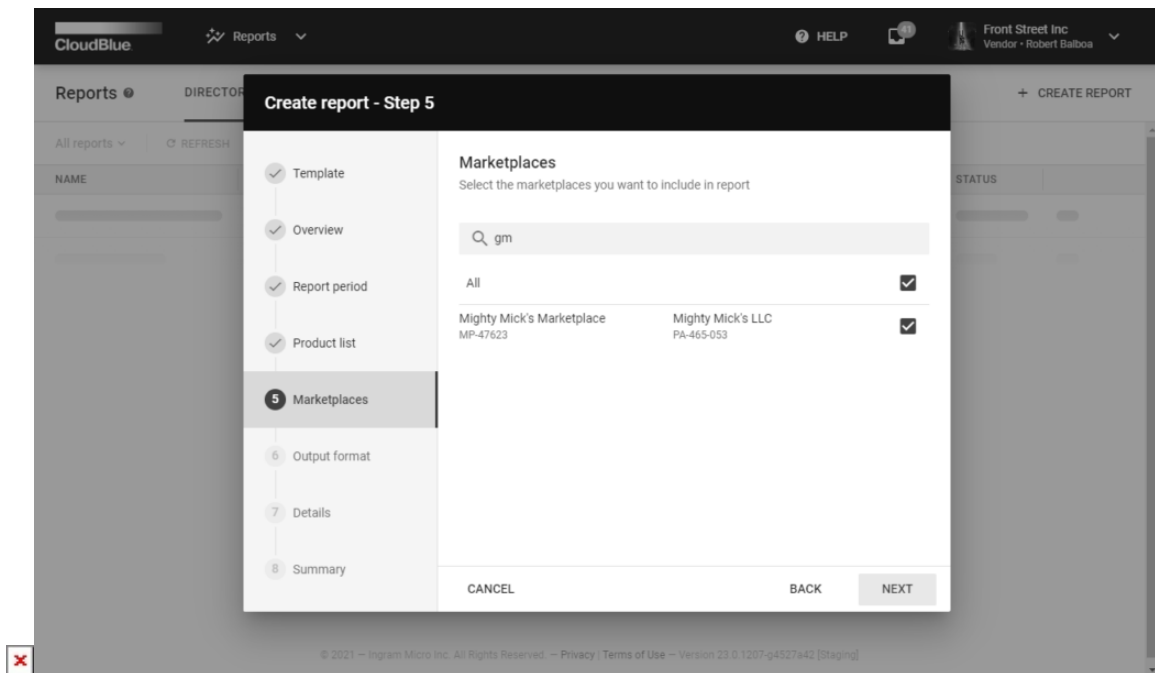 CloudBlue
Reports
HELP
41
Front Street Inc
Vendor • Robert Balboa
Reports
DIRECTOR
+ CREATE REPORT
Create report - Step 5
All reports
REFRESH
NAME
STATUS
Template
Overview
Report period
Product list
5 Marketplaces
6 Output format
7 Details
8 Summary
Marketplaces
Select the marketplaces you want to include in report
gm
All
Mighty Mick's Marketplace Mighty Mick's LLC
MP-47623 PA-465-053
CANCEL BACK NEXT
© 2021 — Ingram Micro Inc. All Rights Reserved. — Privacy | Terms of Use — Version 23.0.1207-g4527a42 [Staging]